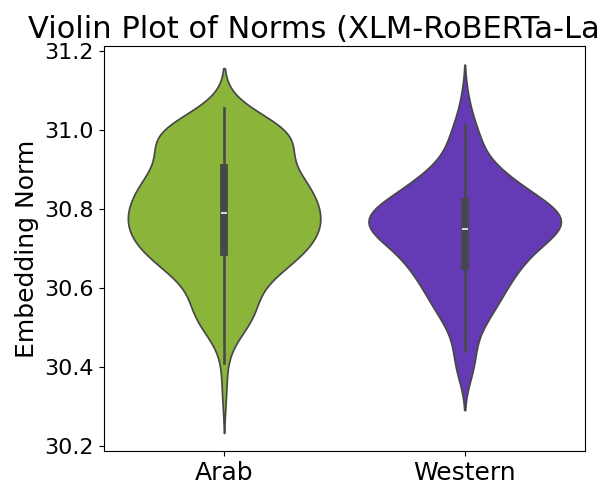 Violin Plot of Norms (XLM-RoBERTa-La
31.2
31.0
30.8
30.6
30.4
30.2
Embedding Norm
Arab Western